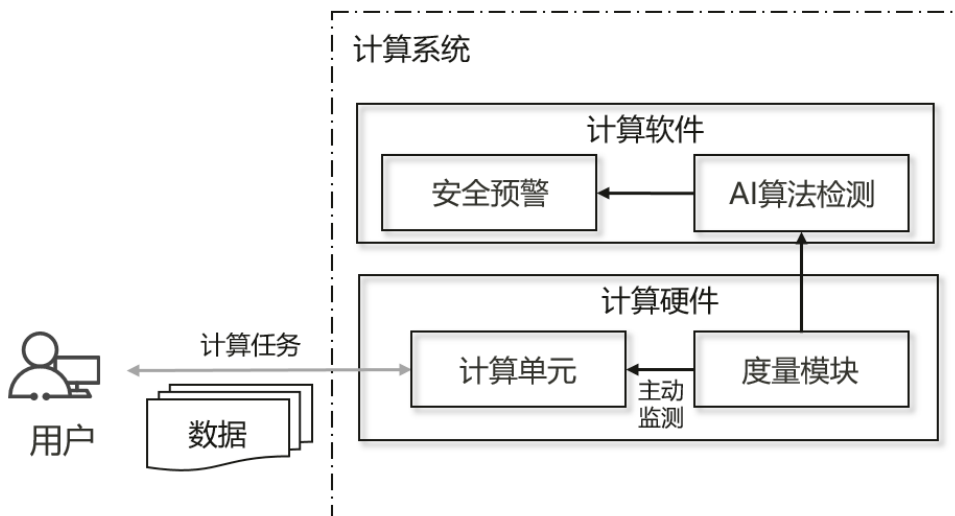 计算系统
计算软件
安全预警
AI算法检测
计算硬件
计算任务
计算单元
度量模块
主动
监测
数据
用户